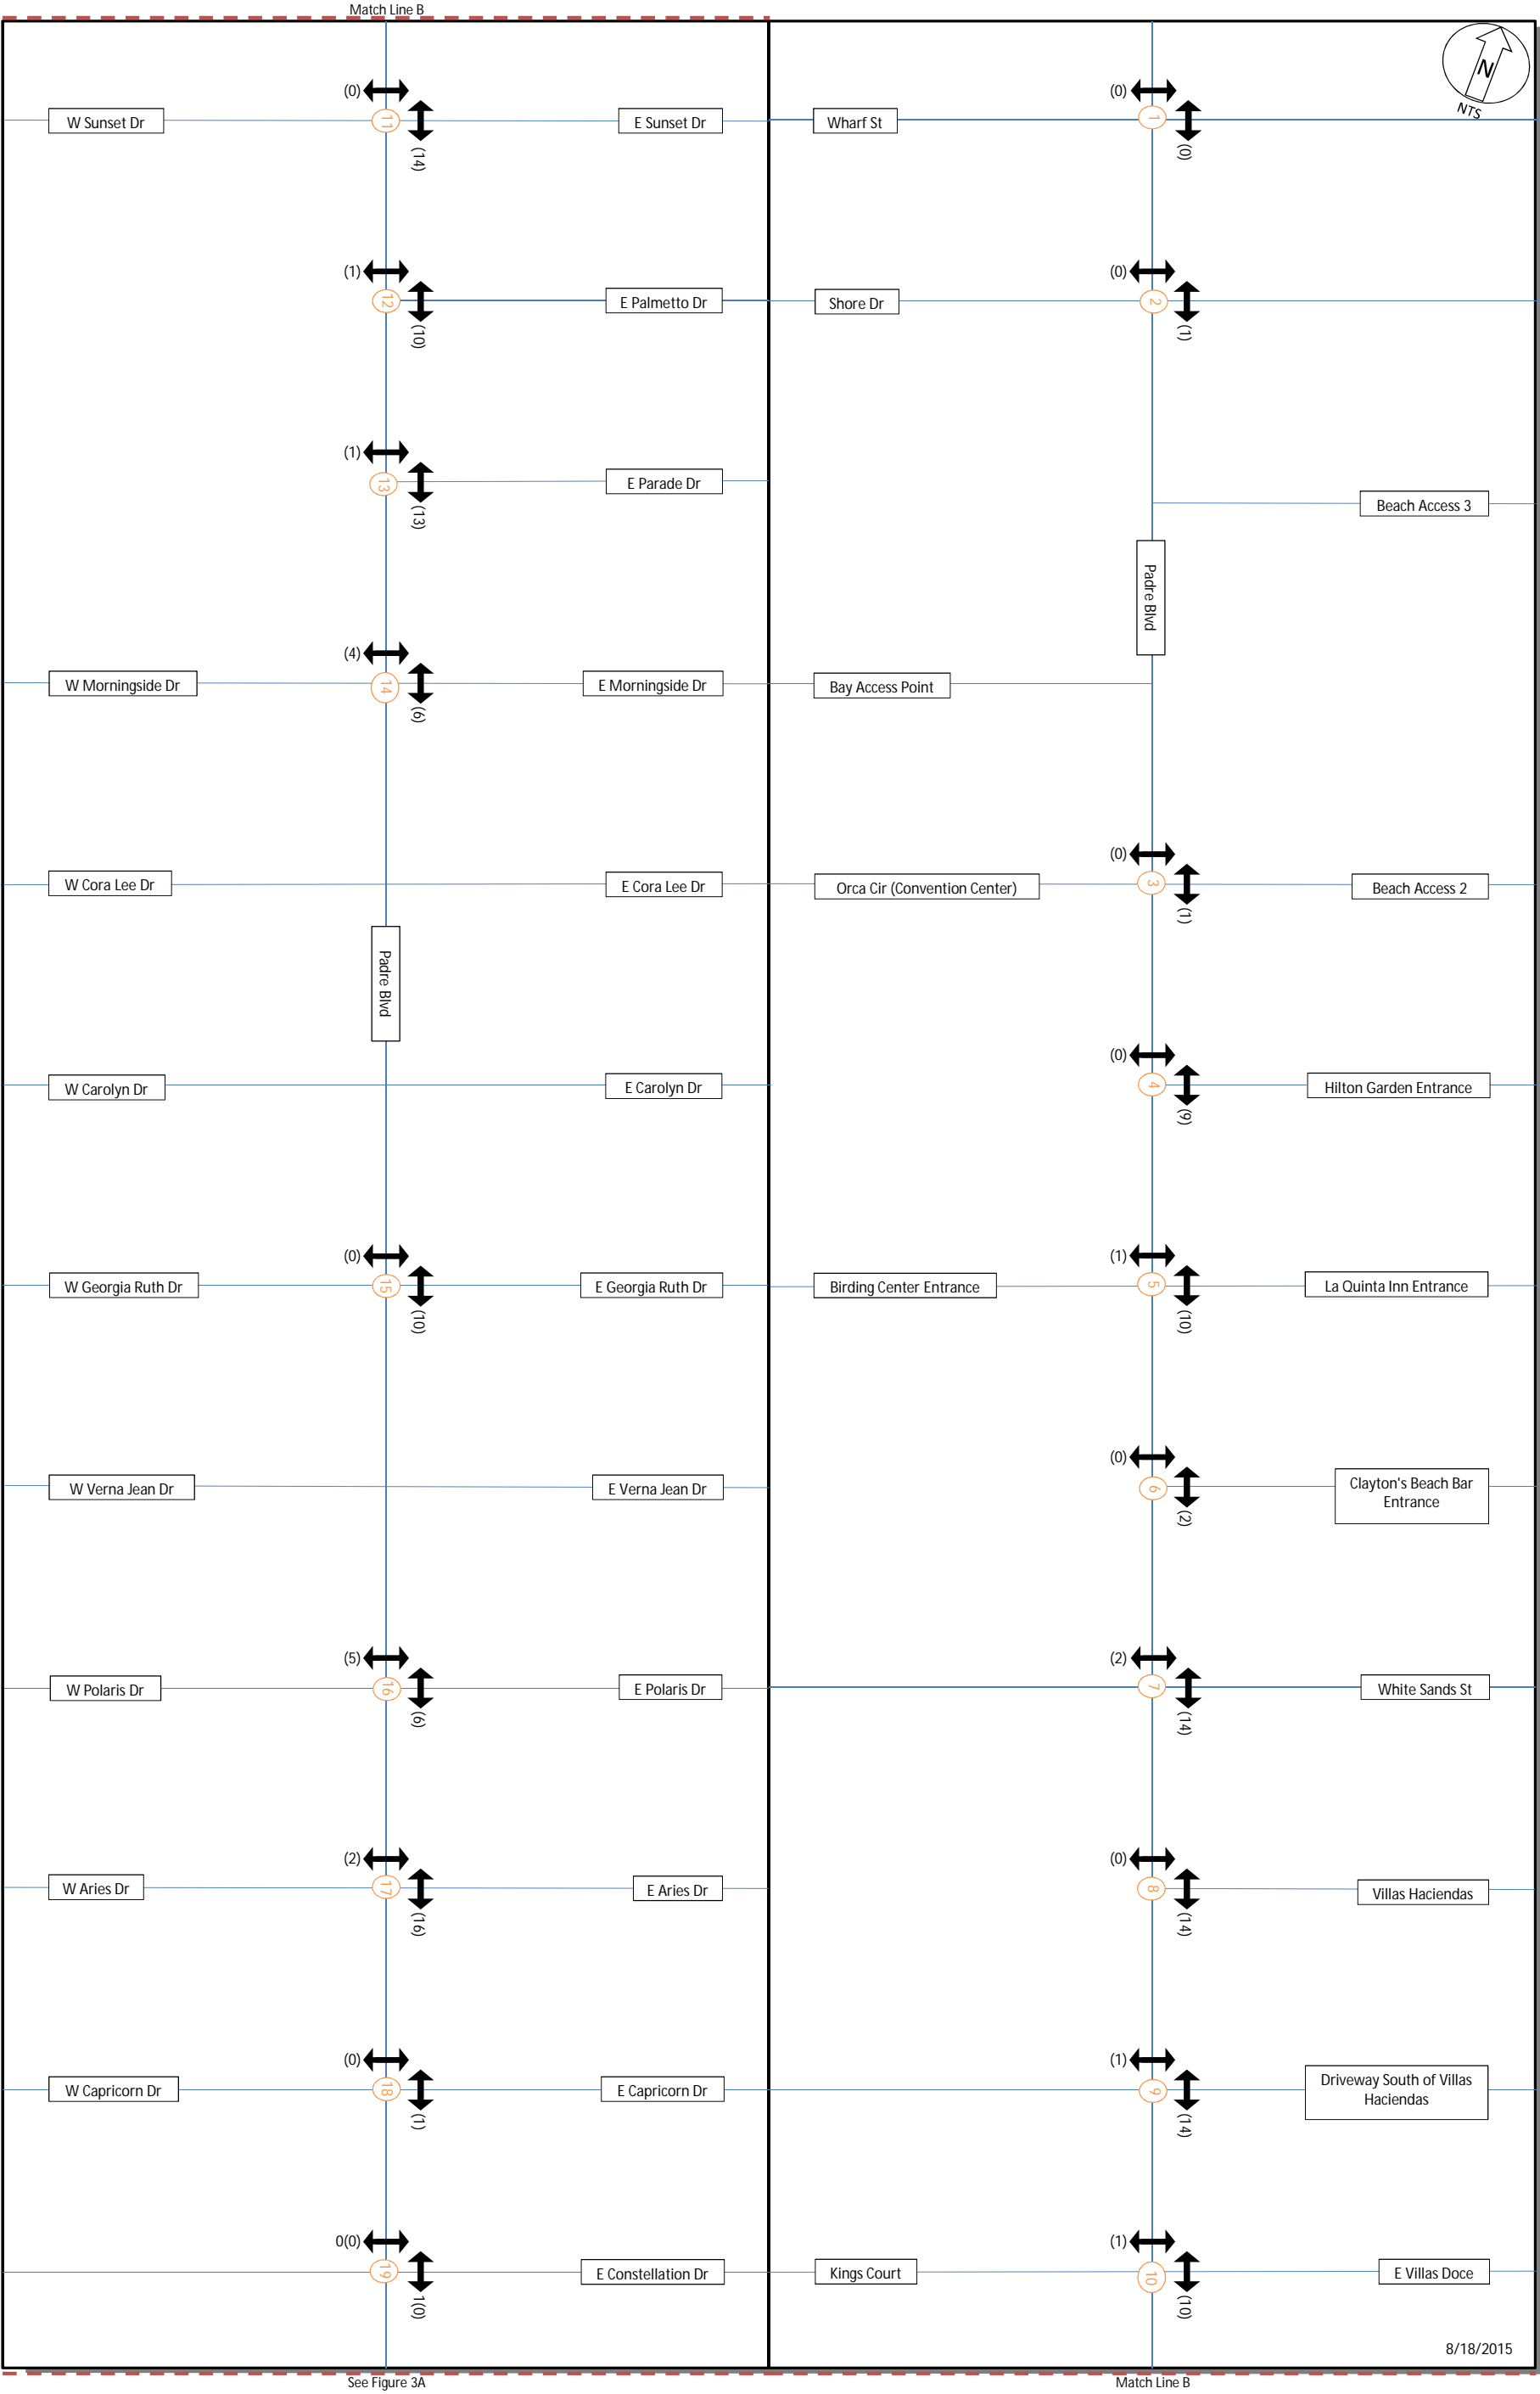 Match Line B
(0)
W Sunset Dr
11
E Sunset Dr
(14)
(1)
12
E Palmetto Dr
(10)
(1)
13
E Parade Dr
(13)
(4)
W Morningside Dr
14
E Morningside Dr
(6)
W Cora Lee Dr
E Cora Lee Dr
Padre Blvd
W Carolyn Dr
E Carolyn Dr
(0)
W Georgia Ruth Dr
15
E Georgia Ruth Dr
(10)
W Verna Jean Dr
E Verna Jean Dr
(5)
W Polaris Dr
16
E Polaris Dr
(6)
(2)
W Aries Dr
17
E Aries Dr
(16)
(0)
W Capricorn Dr
18
E Capricorn Dr
(1)
0(0)
19
E Constellation Dr
1(0)
See Figure 3A
N
NTS
(0)
Wharf St
1
(0)
(0)
Shore Dr
2
(1)
Beach Access 3
Padre Blvd
Bay Access Point
(0)
Orca Cir (Convention Center)
3
Beach Access 2
(1)
(0)
4
Hilton Garden Entrance
(9)
(1)
Birding Center Entrance
5
La Quinta Inn Entrance
(10)
(0)
6
Clayton's Beach Bar
Entrance
(2)
(2)
7
White Sands St
(14)
(0)
8
Villas Haciendas
(14)
(1)
9
Driveway South of Villas
Haciendas
(14)
(1)
Kings Court
10
E Villas Doce
(10)
8/18/2015
Match Line B